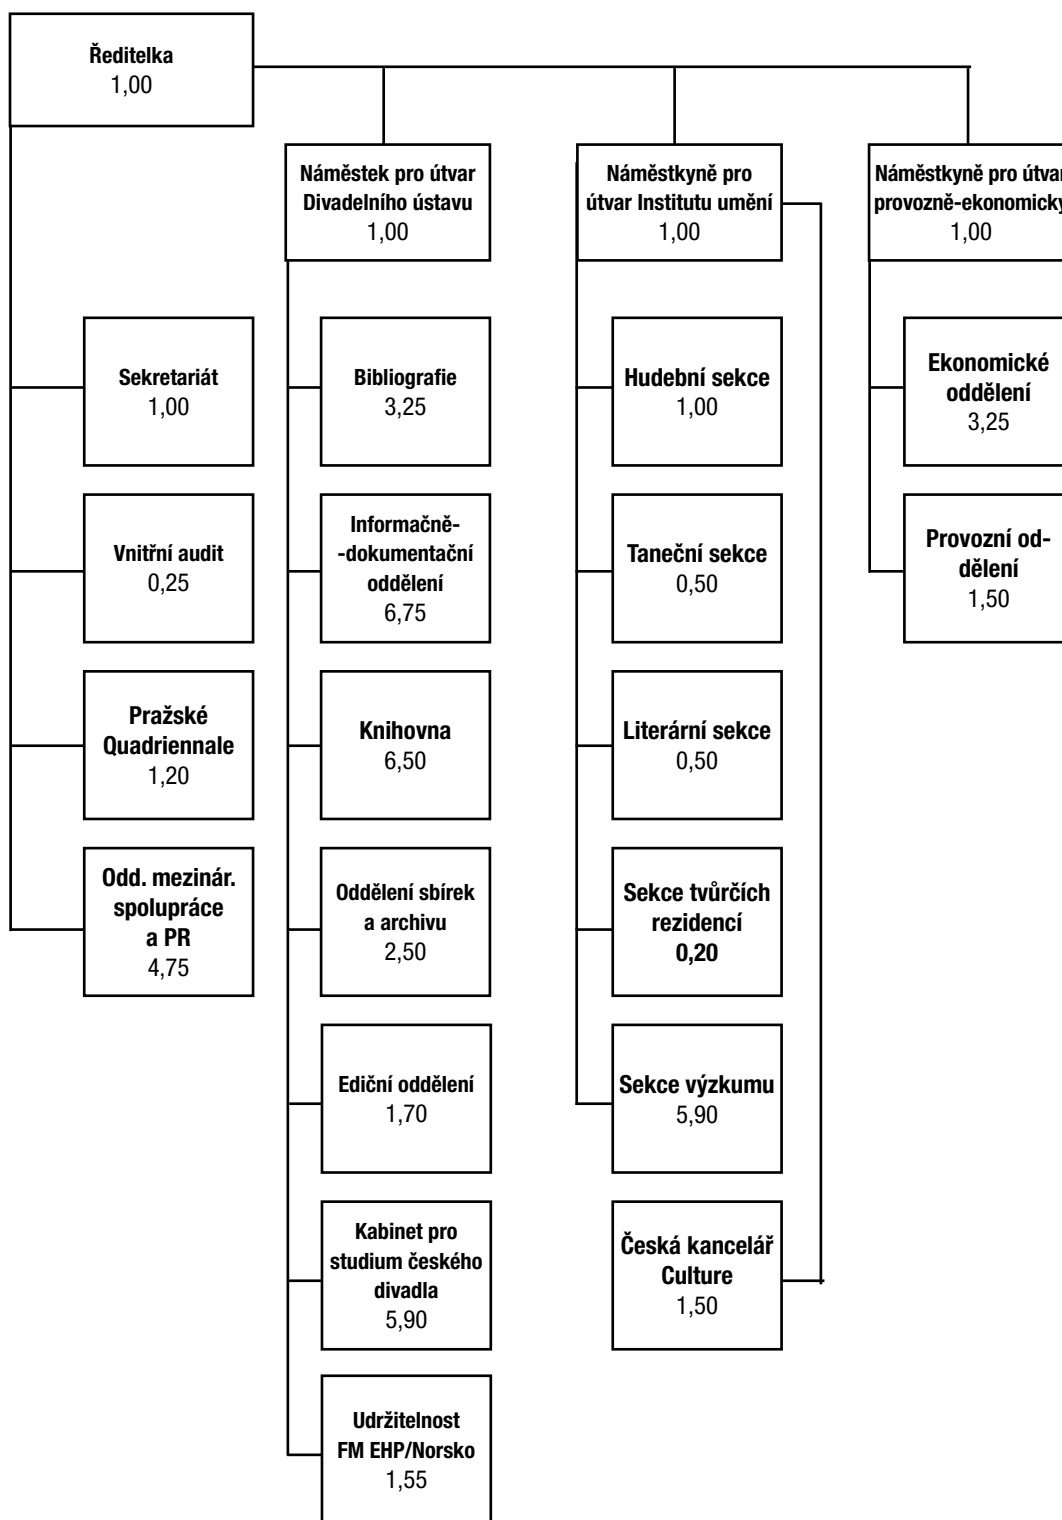 Ředitelka
1,00
Náměstek pro útvar
Divadelního ústavu
1,00
Náměstkyně pro
útvar Institutu umění
1,00
Náměstkyně pro útvar
provozně-ekonomický
1,00
Sekretariát
1,00
Vnitřní audit
0,25
Pražské
Quadriennale
1,20
Odd. mezinár.
spolupráce
a PR
4,75
Bibliografie
3,25
Informačně-
-dokumentační
oddělení
6,75
Knihovna
6,50
Oddělení sbírek
a archivu
2,50
Ediční oddělení
1,70
Kabinet pro
studium českého
divadla
5,90
Udržitelnost
FM EHP/Norsko
1,55
Hudební sekce
1,00
Taneční sekce
0,50
Literární sekce
0,50
Sekce tvůrčích
rezidencí
0,20
Sekce výzkumu
5,90
Česká kancelář
Culture
1,50
Ekonomické
oddělení
3,25
Provozní od-
dělení
1,50